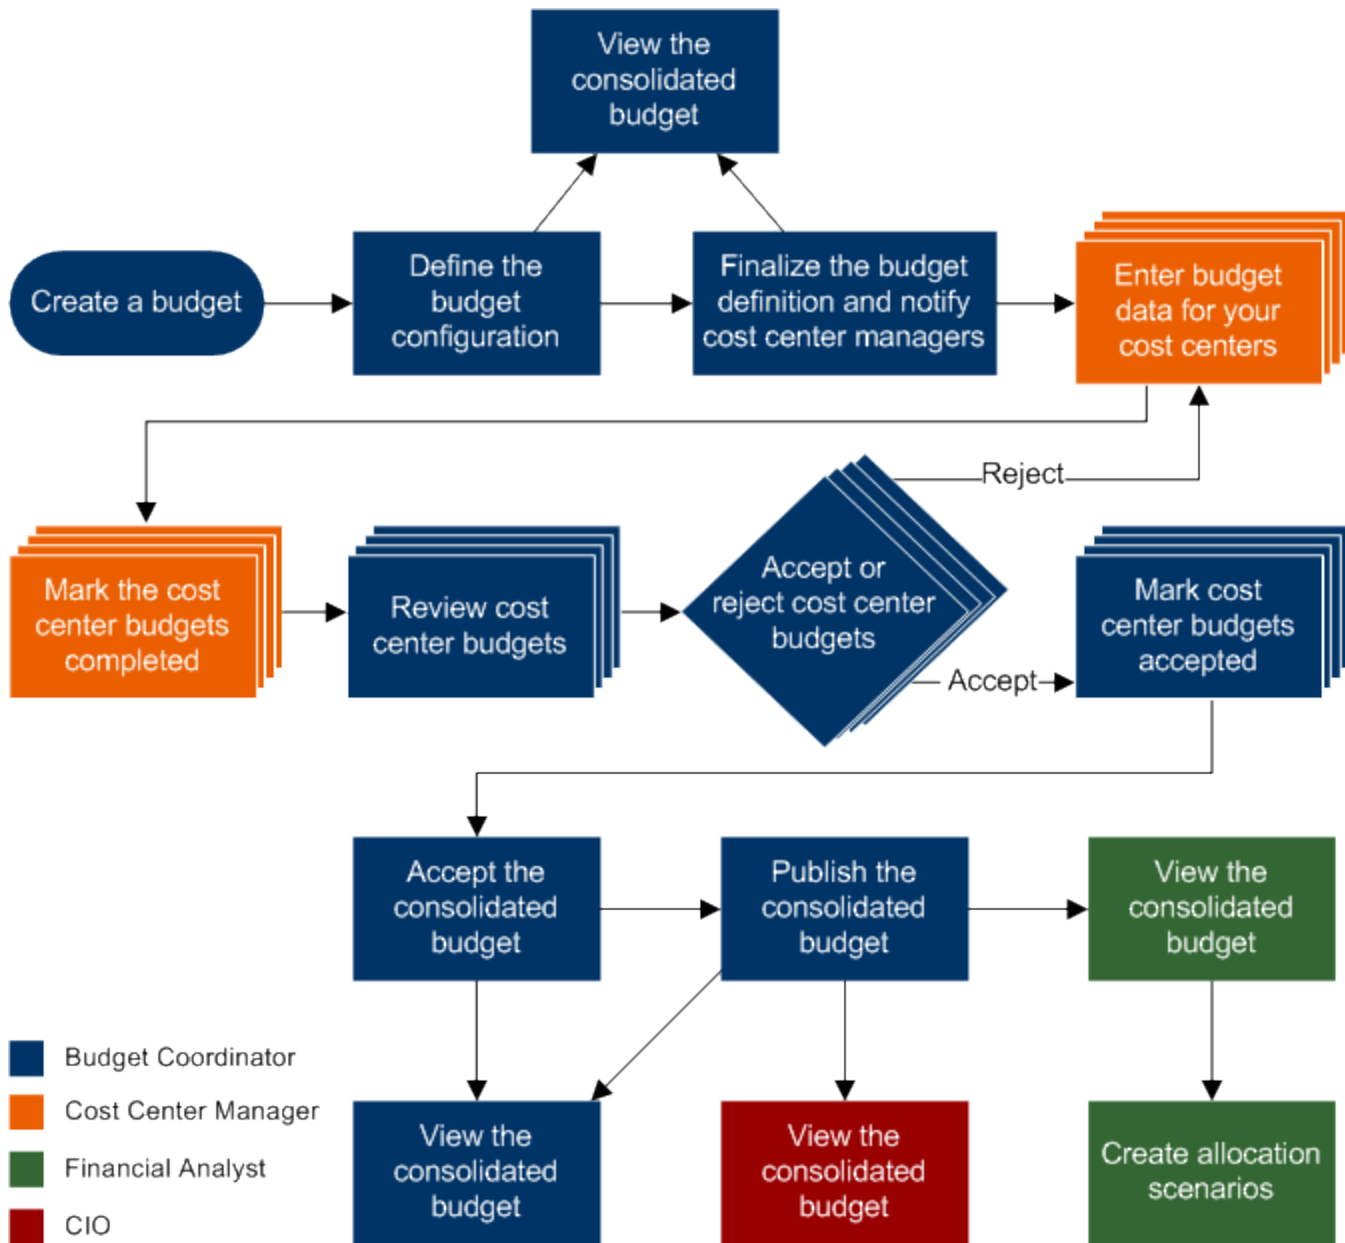 View the
consolidated
budget
Create a budget
Define the
budget
configuration
Finalize the budget
definition and notify
cost center managers
Enter budget
data for your
cost centers
Mark the cost
center budgets
completed
Review cost
center budgets
Accept or
reject cost center
budgets
Reject
Accept
Mark cost
center budgets
accepted
Accept the
consolidated
budget
Publish the
consolidated
budget
View the
consolidated
budget
View the
consolidated
budget
View the
consolidated
budget
Create allocation
scenarios
Budget Coordinator
Cost Center Manager
Financial Analyst
CIO